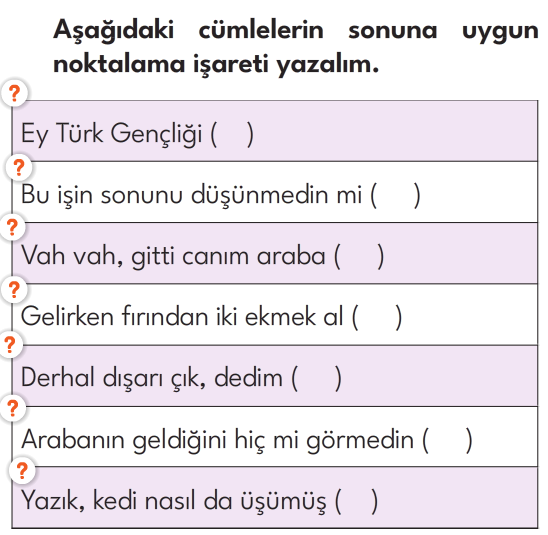 Aşağıdaki cümlelerin sonuna uygun
noktalama işareti yazalım.
?
Ey Türk Gençliği ( )
?
Bu işin sonunu düşünmedin mi ( )
?
Vah vah, gitti canım araba ( )
?
Gelirken fırından iki ekmek al ( )
?
Derhal dışarı çık, dedim ( )
?
Arabanın geldiğini hiç mi görmedin ( )
?
Yazık, kedi nasıl da üşümüş ( )